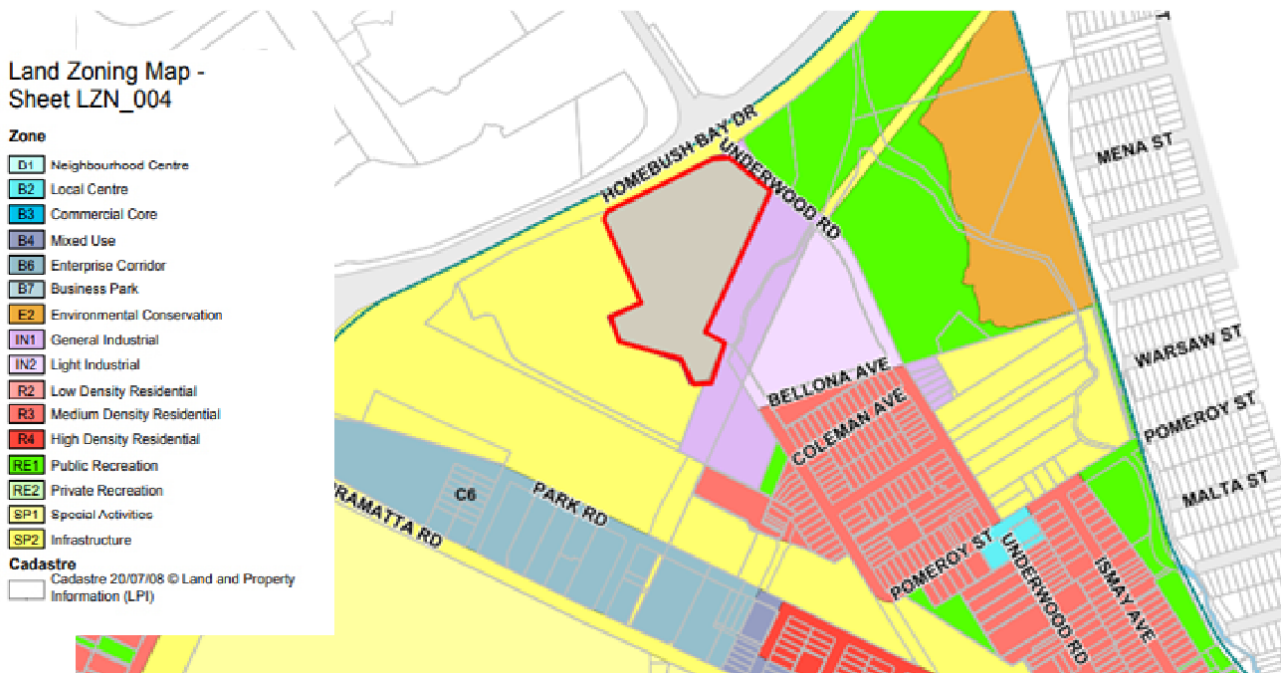 Land Zoning Map -
Sheet LZN_004
Zone
B1 Neighbourhood Centre
B2 Local Centre
B3 Commercial Core
B4 Mixed Use
B6 Enterprise Corridor
B7 Business Park
E2 Environmental Conservation
IN1 General Industrial
IN2 Light Industrial
R2 Low Density Residential
R3 Medium Density Residential
R4 High Density Residential
RE1 Public Recreation
RE2 Private Recreation
SP1 Special Activities
SP2 Infrastructure
Cadastre
Cadastre 20/07/08 © Land and Property
Information (LPI)
HOMEBUSH BAY DR
UNDERWOOD RD
MENA ST
WARSAW ST
BELLONA AVE
COLEMAN AVE
POMEROY ST
MALTA ST
C6
PARK RD
RRAMATTA RD
POMEROY ST
UNDERWOOD RD
ISMAY AVE